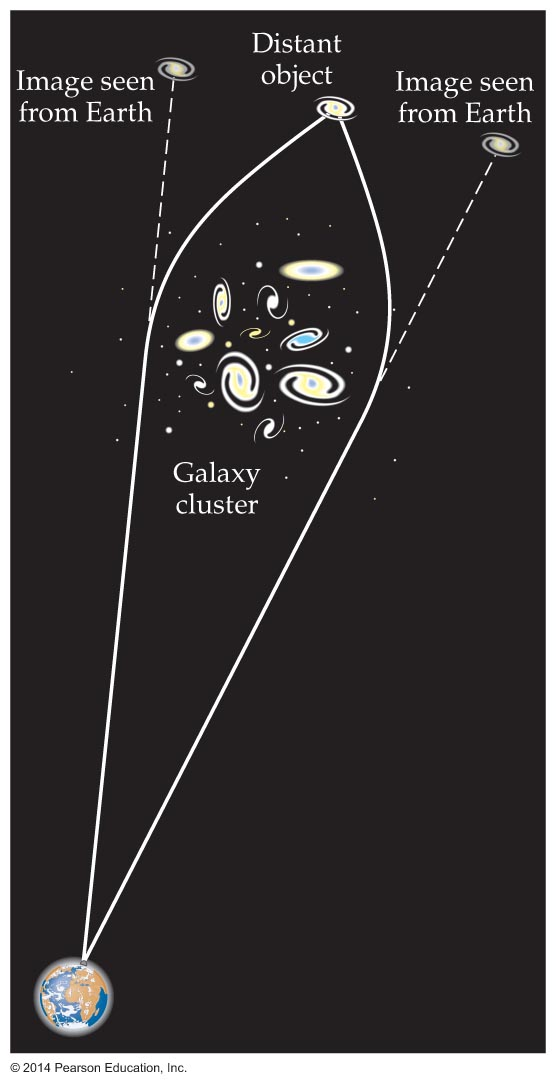 Distant
object
Image seen
from Earth
Image seen
from Earth
Galaxy
cluster
© 2014 Pearson Education, Inc.